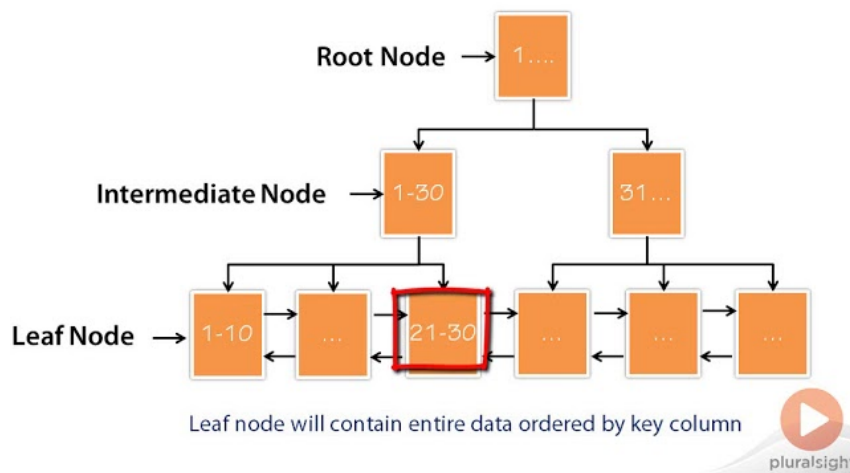 Root Node
1....
Intermediate Node
1-30
31...
Leaf Node
1-10
...
21-30
...
...
...
Leaf node will contain entire data ordered by key column
pluralsight